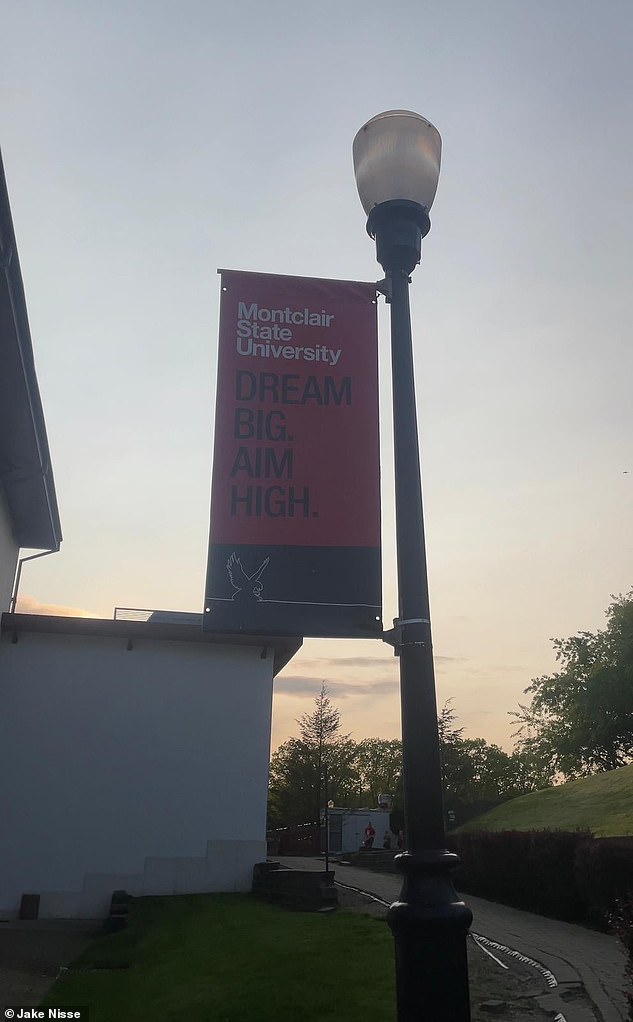 Montclair
State
University
DREAM
BIG.
AIM
HIGH.
© Jake Nisse